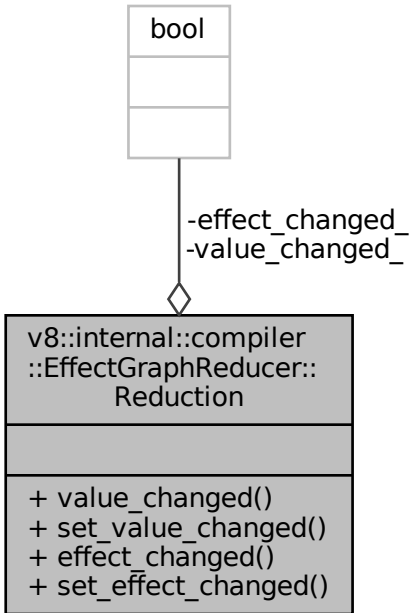 bool
-effect_changed_
-value_changed_
v8::internal::compiler
::EffectGraphReducer::
Reduction
+ value_changed()
+ set_value_changed()
+ effect_changed()
+ set_effect_changed()